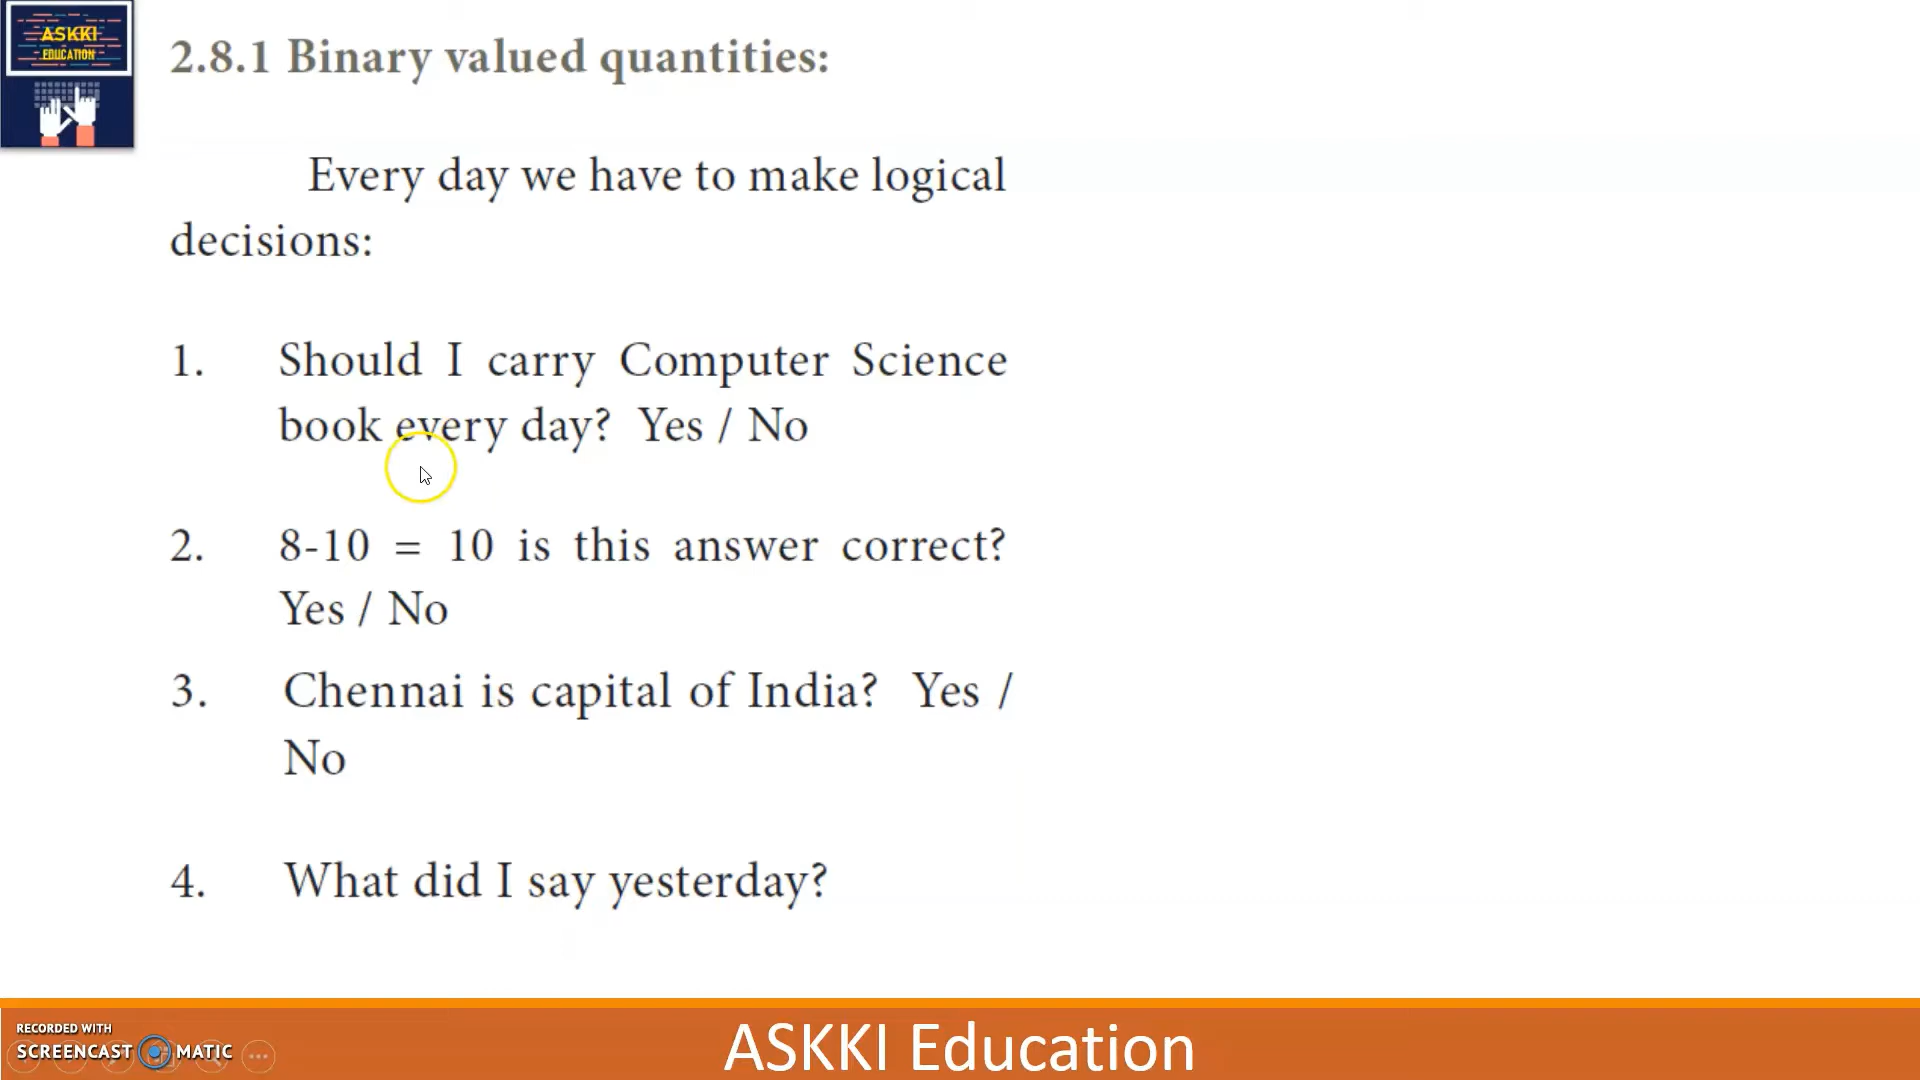 ASKKI
EDUCATION
2.8.1 Binary valued quantities:
Every day we have to make logical
decisions:
1. Should I carry Computer Science
book every day? Yes / No
2. 8-10 = 10 is this answer correct?
Yes / No
3. Chennai is capital of India? Yes /
No
4. What did I say yesterday?
RECORDED WITH
SCREENCAST MATIC
ASKKI Education